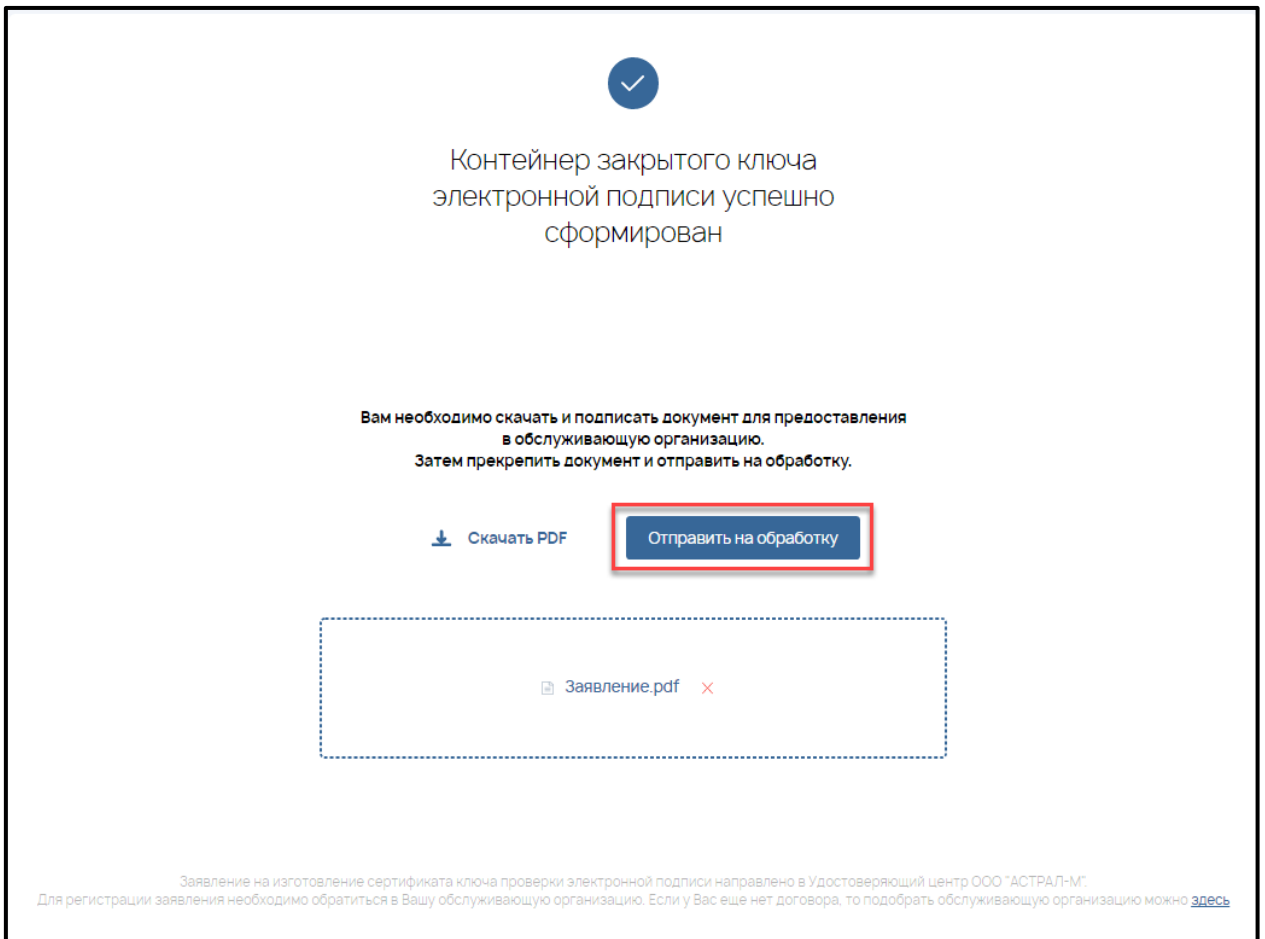 Контейнер закрытого ключа
электронной подписи успешно
сформирован
Вам необходимо скачать и подписать документ для предоставления
в обслуживающую организацию.
Затем прекрепить документ и отправить на обработку.
Скачать PDF
Отправить на обработку
Заявление.pdf
Заявление на изготовление сертификата ключа проверки электронной подписи направлено в Удостоверяющий центр ООО "АСТРАЛ-М".
Для регистрации заявления необходимо обратиться в Вашу обслуживающую организацию. Если у Вас еще нет договора, то подобрать обслуживающую организацию можно здесь